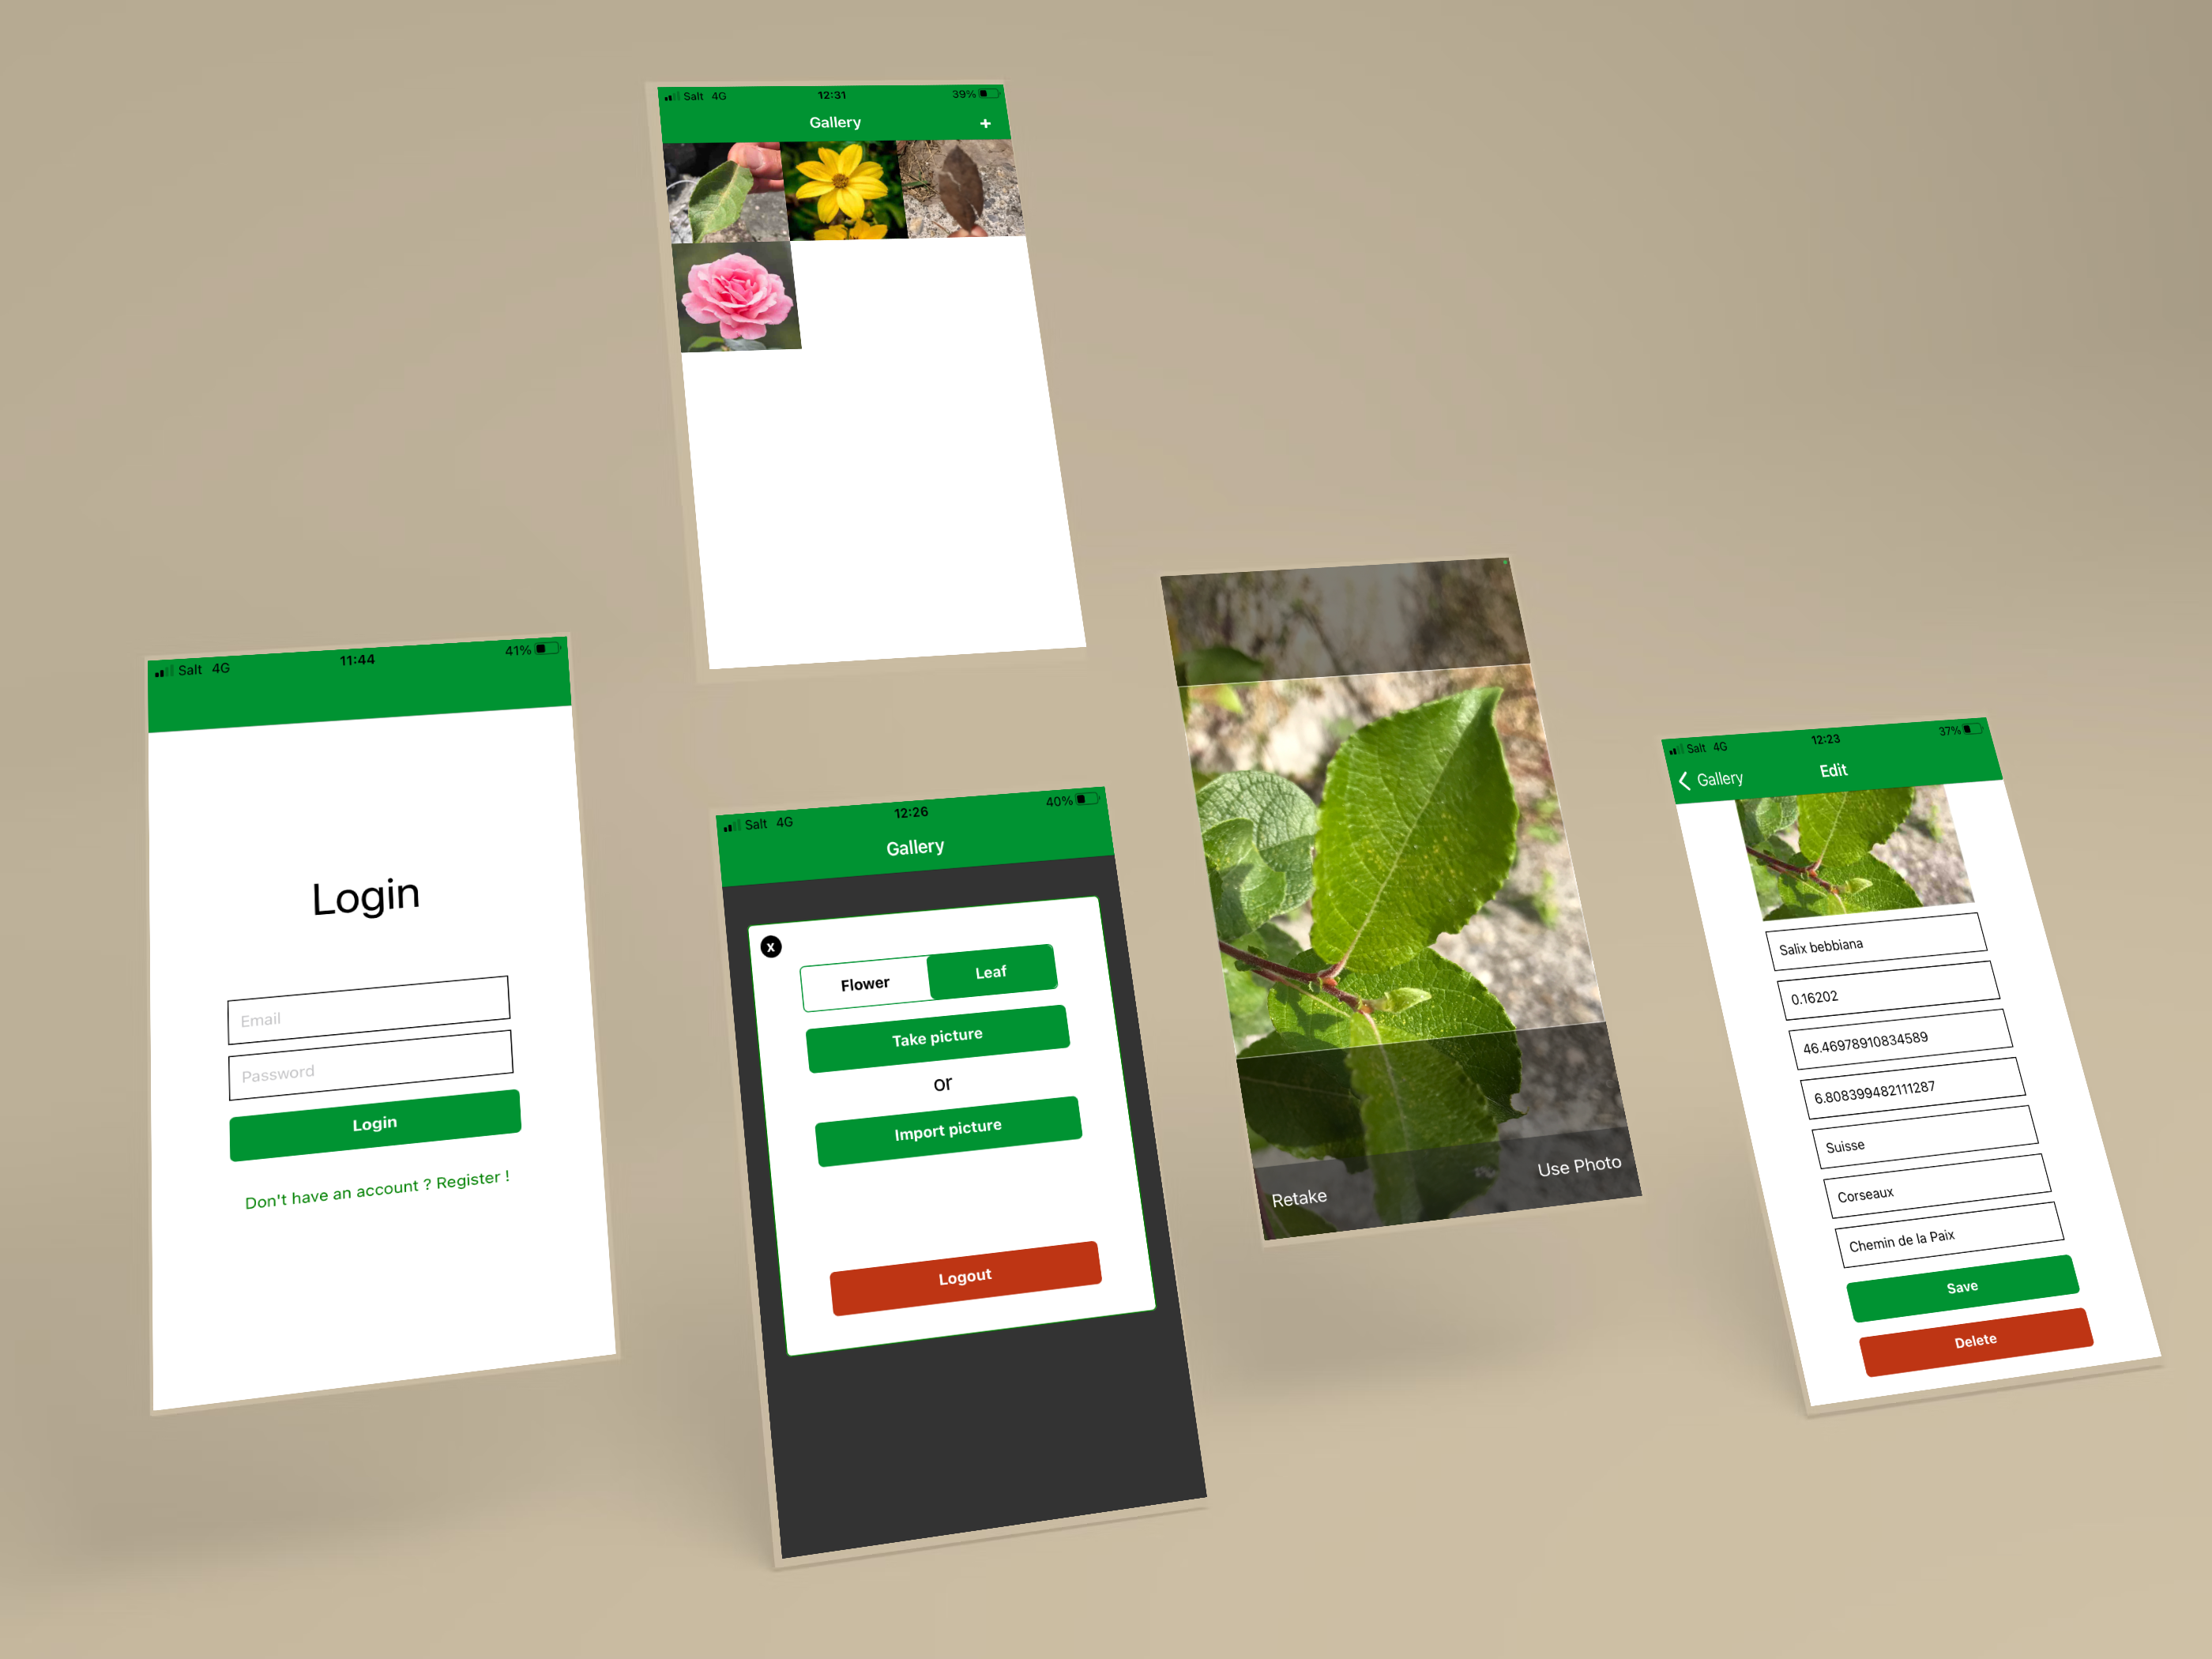 Salt 4G 12:31 39%
Gallery +
Salt 4G 11:44 41%
Login
Email
Password
Login
Don't have an account ? Register !
Salt 4G 12:26 40%
Gallery
x
Flower Leaf
Take picture
or
Import picture
Logout
Retake Use Photo
Salt 4G 12:23 37%
Gallery Edit
Salix bebbiana
0.16202
46.46978910834589
6.808399482111287
Suisse
Corseaux
Chemin de la Paix
Save
Delete